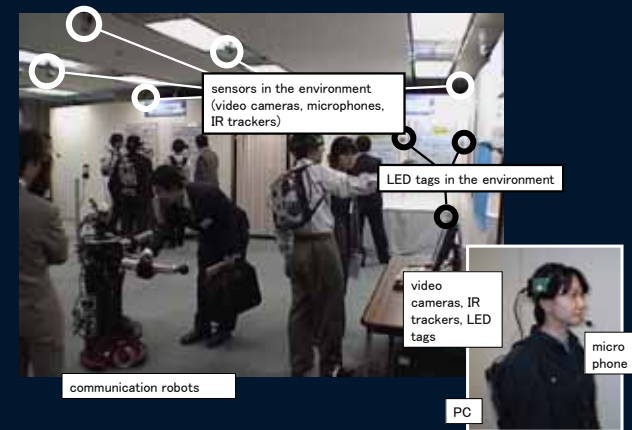 sensors in the environment
(video cameras, microphones,
IR trackers)
LED tags in the environment
video
cameras, IR
trackers, LED
tags
micro
phone
communication robots
PC